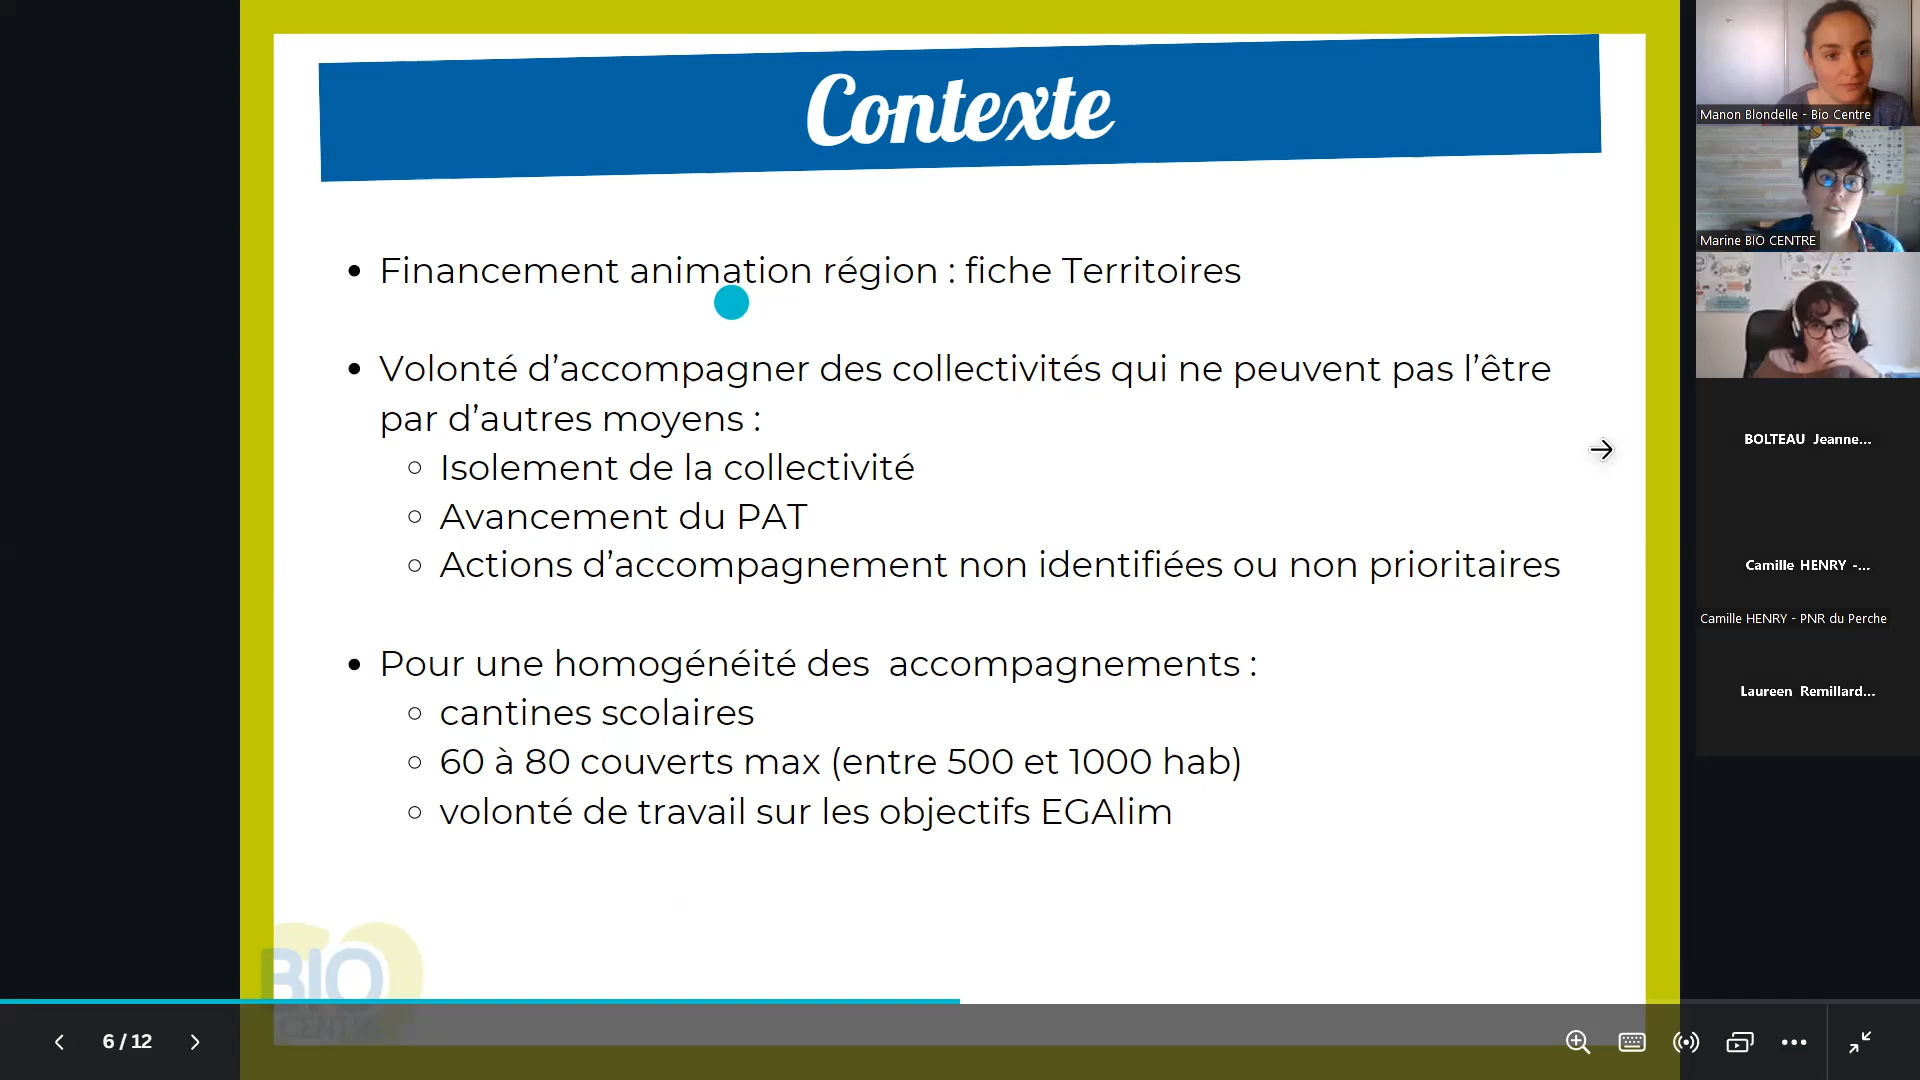 Contexte
• Financement animation région : fiche Territoires
• Volonté d’accompagner des collectivités qui ne peuvent pas l’être
par d’autres moyens :
○ Isolement de la collectivité
○ Avancement du PAT
○ Actions d’accompagnement non identifiées ou non prioritaires
• Pour une homogénéité des  accompagnements :
○ cantines scolaires
○ 60 à 80 couverts max (entre 500 et 1000 hab)
○ volonté de travail sur les objectifs EGAlim
BIO
CENTRE
6 / 12
Manon Blondelle - Bio Centre
Marine BIO CENTRE
BOLTEAU Jeanne...
Camille HENRY -...
Camille HENRY - PNR du Perche
Laureen Remillard...